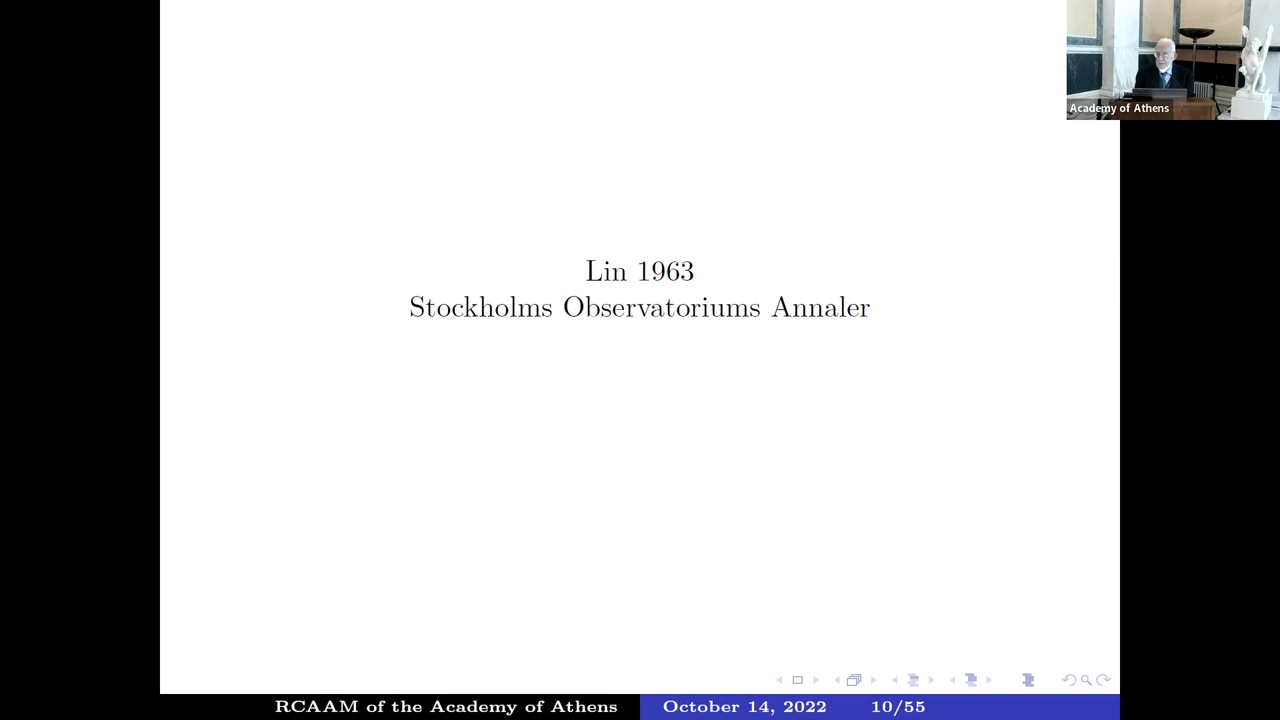 Academy of Athens
Lin 1963
Stockholms Observatoriums Annaler
RCAAM of the Academy of Athens
October 14, 2022
10/55